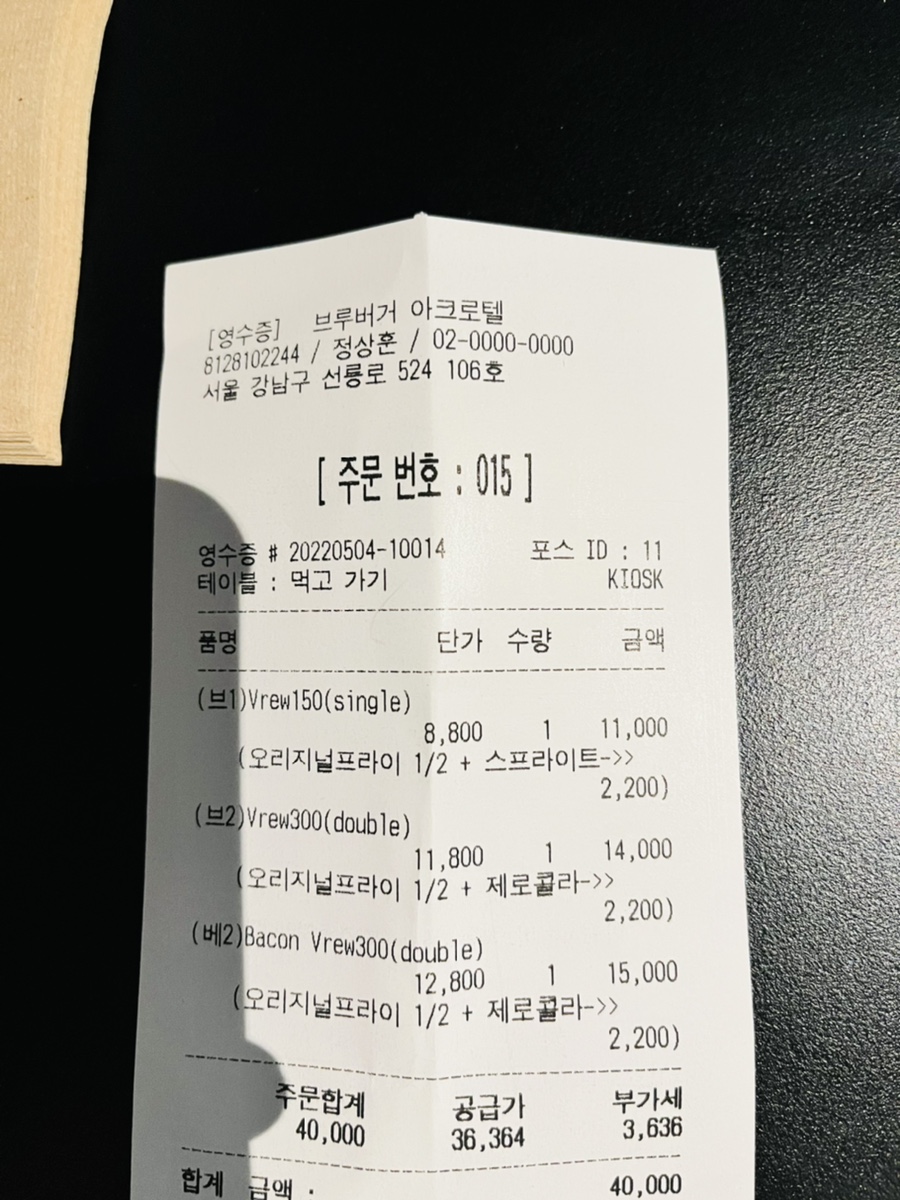 [영수증] 브루버거 아크로텔
8128102244 / 정상훈 / 02-0000-0000
서울 강남구 선릉로 524 106호
[ 주문 번호 : 015 ]
영수증 # 20220504-10014 포스 ID : 11
테이블 : 먹고 가기 KIOSK
품명 단가 수량 금액
(브1)Vrew150(single)
8,800 1 11,000
(오리지널프라이 1/2 + 스프라이트->>
2,200)
(브2)Vrew300(double)
11,800 1 14,000
(오리지널프라이 1/2 + 제로콜라->>
2,200)
(베2)Bacon Vrew300(double)
12,800 1 15,000
(오리지널프라이 1/2 + 제로콜라->>
2,200)
주문합계 공급가 부가세
40,000 36,364 3,636
합계 금액 : 40,000